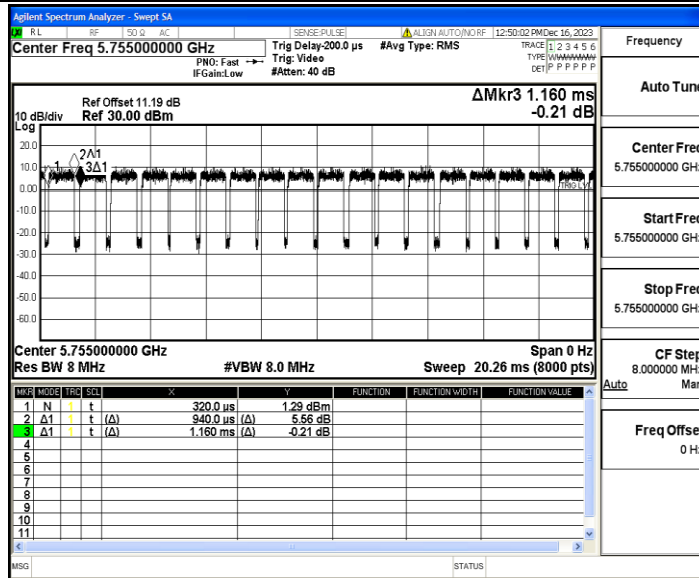 Agilent Spectrum Analyzer - Swept SA
RL RF 50 Ω AC SENSE:PULSE ALIGN AUTO/NO RF 12:50:02 PM Dec 16, 2023
Center Freq 5.755000000 GHz
Trig Delay-200.0 µs #Avg Type: RMS TRACE 1 2 3 4 5 6
PNO: Fast Trig: Video TYPE
IFGain:Low #Atten: 40 dB DET P P P P P P
ΔMkr3 1.160 ms
-0.21 dB
Ref Offset 11.19 dB
10 dB/div Ref 30.00 dBm
Log
20.0
2Δ1
1 3Δ1
10.0
TRIG LVL
0.00
-10.0
-20.0
-30.0
-40.0
-50.0
-60.0
Center 5.755000000 GHz Span 0 Hz
Res BW 8 MHz #VBW 8.0 MHz Sweep 20.26 ms (8000 pts)
MKR MODE TRC SCL X Y FUNCTION FUNCTION WIDTH FUNCTION VALUE
1 N 1 t 320.0 µs 1.29 dBm
2 Δ1 1 t (Δ) 940.0 µs (Δ) 5.56 dB
3 Δ1 1 t (Δ) 1.160 ms (Δ) -0.21 dB
4
5
6
7
8
9
10
11
MSG STATUS
Frequency
Auto Tune
Center Freq
5.755000000 GHz
Start Freq
5.755000000 GHz
Stop Freq
5.755000000 GHz
CF Step
8.000000 MHz
Auto Man
Freq Offset
0 Hz